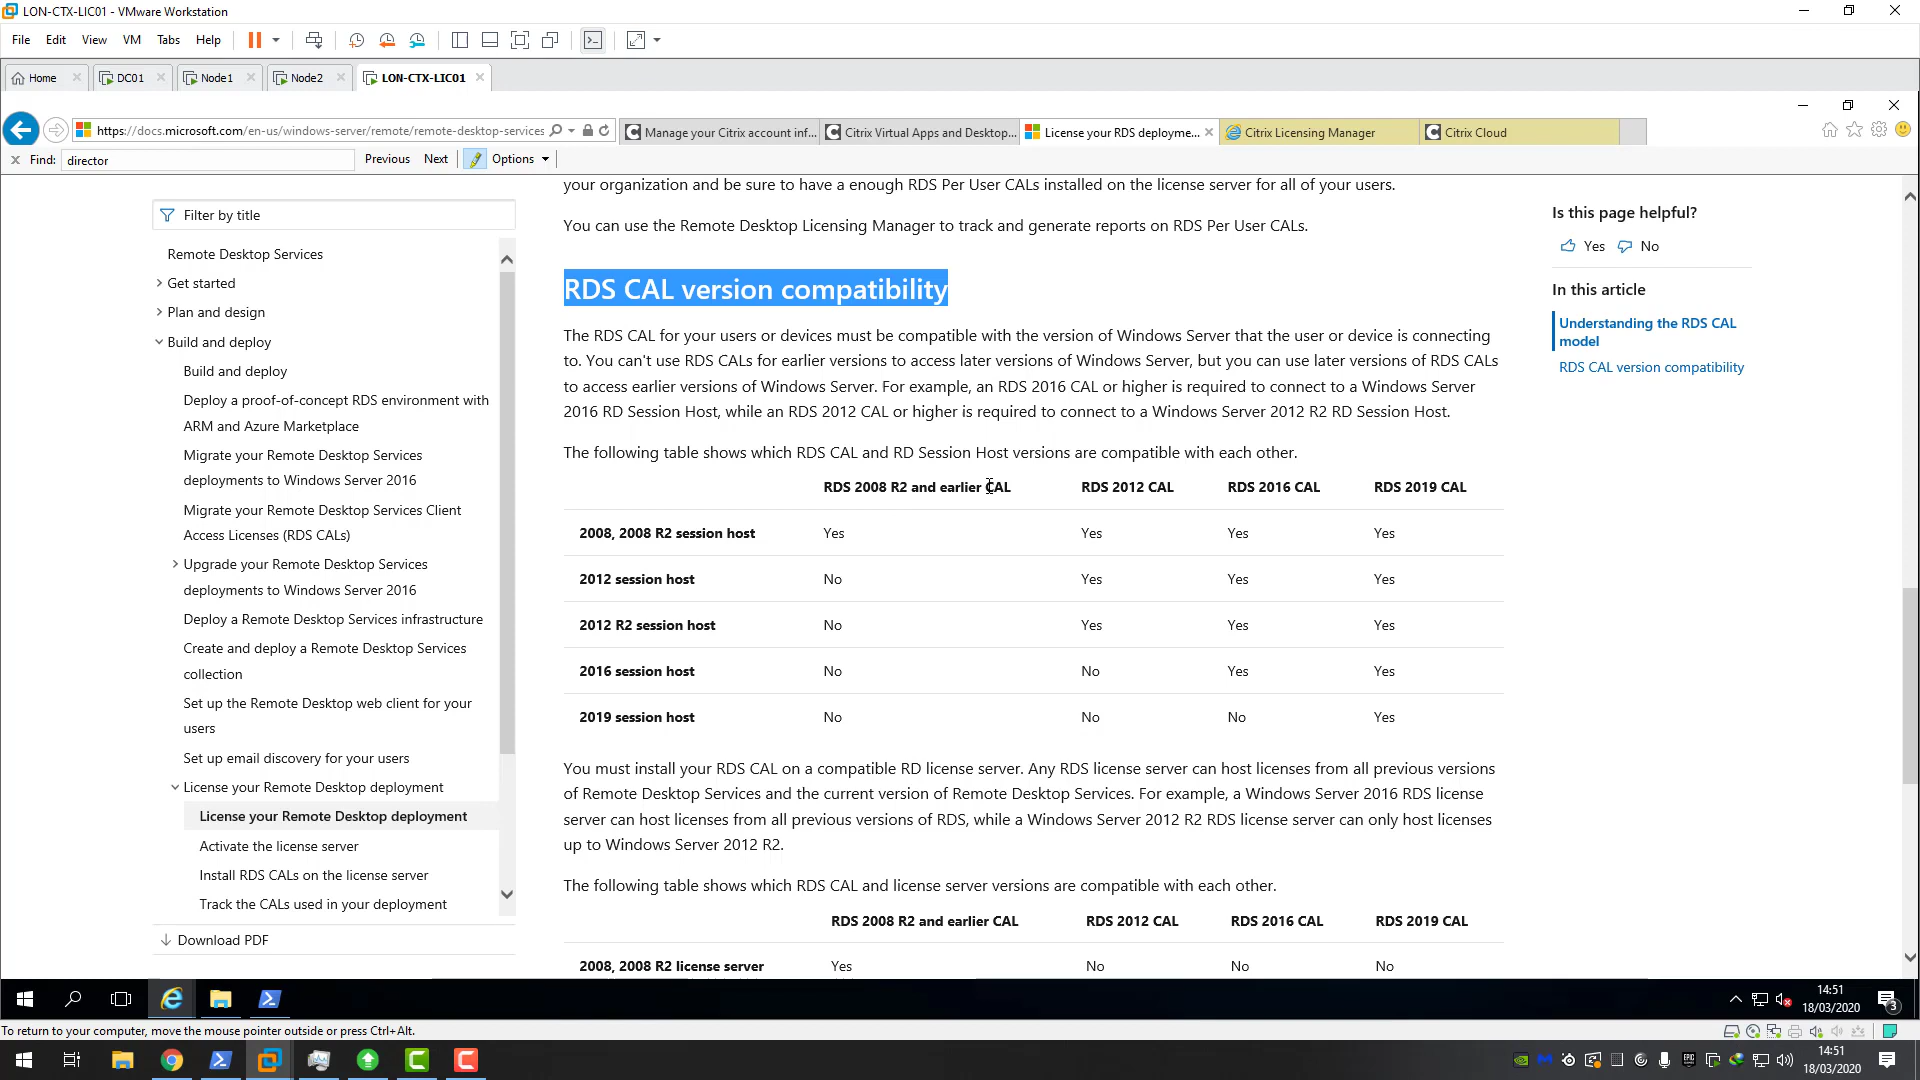 LON-CTX-LIC01 - VMware Workstation
File Edit View VM Tabs Help
Home DC01 Node1 Node2 LON-CTX-LIC01
https://docs.microsoft.com/en-us/windows-server/remote/remote-desktop-services
Manage your Citrix account inf... Citrix Virtual Apps and Desktop... License your RDS deployme... Citrix Licensing Manager Citrix Cloud
Find: director Previous Next Options
Filter by title
Remote Desktop Services
Get started
Plan and design
Build and deploy
Build and deploy
Deploy a proof-of-concept RDS environment with
ARM and Azure Marketplace
Migrate your Remote Desktop Services
deployments to Windows Server 2016
Migrate your Remote Desktop Services Client
Access Licenses (RDS CALs)
Upgrade your Remote Desktop Services
deployments to Windows Server 2016
Deploy a Remote Desktop Services infrastructure
Create and deploy a Remote Desktop Services
collection
Set up the Remote Desktop web client for your
users
Set up email discovery for your users
License your Remote Desktop deployment
License your Remote Desktop deployment
Activate the license server
Install RDS CALs on the license server
Track the CALs used in your deployment
Download PDF
your organization and be sure to have a enough RDS Per User CALs installed on the license server for all of your users.
You can use the Remote Desktop Licensing Manager to track and generate reports on RDS Per User CALs.
RDS CAL version compatibility
The RDS CAL for your users or devices must be compatible with the version of Windows Server that the user or device is connecting
to. You can't use RDS CALs for earlier versions to access later versions of Windows Server, but you can use later versions of RDS CALs
to access earlier versions of Windows Server. For example, an RDS 2016 CAL or higher is required to connect to a Windows Server
2016 RD Session Host, while an RDS 2012 CAL or higher is required to connect to a Windows Server 2012 R2 RD Session Host.
The following table shows which RDS CAL and RD Session Host versions are compatible with each other.
RDS 2008 R2 and earlier CAL RDS 2012 CAL RDS 2016 CAL RDS 2019 CAL
2008, 2008 R2 session host Yes Yes Yes Yes
2012 session host No Yes Yes Yes
2012 R2 session host No Yes Yes Yes
2016 session host No No Yes Yes
2019 session host No No No Yes
You must install your RDS CAL on a compatible RD license server. Any RDS license server can host licenses from all previous versions
of Remote Desktop Services and the current version of Remote Desktop Services. For example, a Windows Server 2016 RDS license
server can host licenses from all previous versions of RDS, while a Windows Server 2012 R2 RDS license server can only host licenses
up to Windows Server 2012 R2.
The following table shows which RDS CAL and license server versions are compatible with each other.
RDS 2008 R2 and earlier CAL RDS 2012 CAL RDS 2016 CAL RDS 2019 CAL
2008, 2008 R2 license server Yes No No No
Is this page helpful?
Yes No
In this article
Understanding the RDS CAL
model
RDS CAL version compatibility
14:51
18/03/2020
3
To return to your computer, move the mouse pointer outside or press Ctrl+Alt.
14:51
18/03/2020